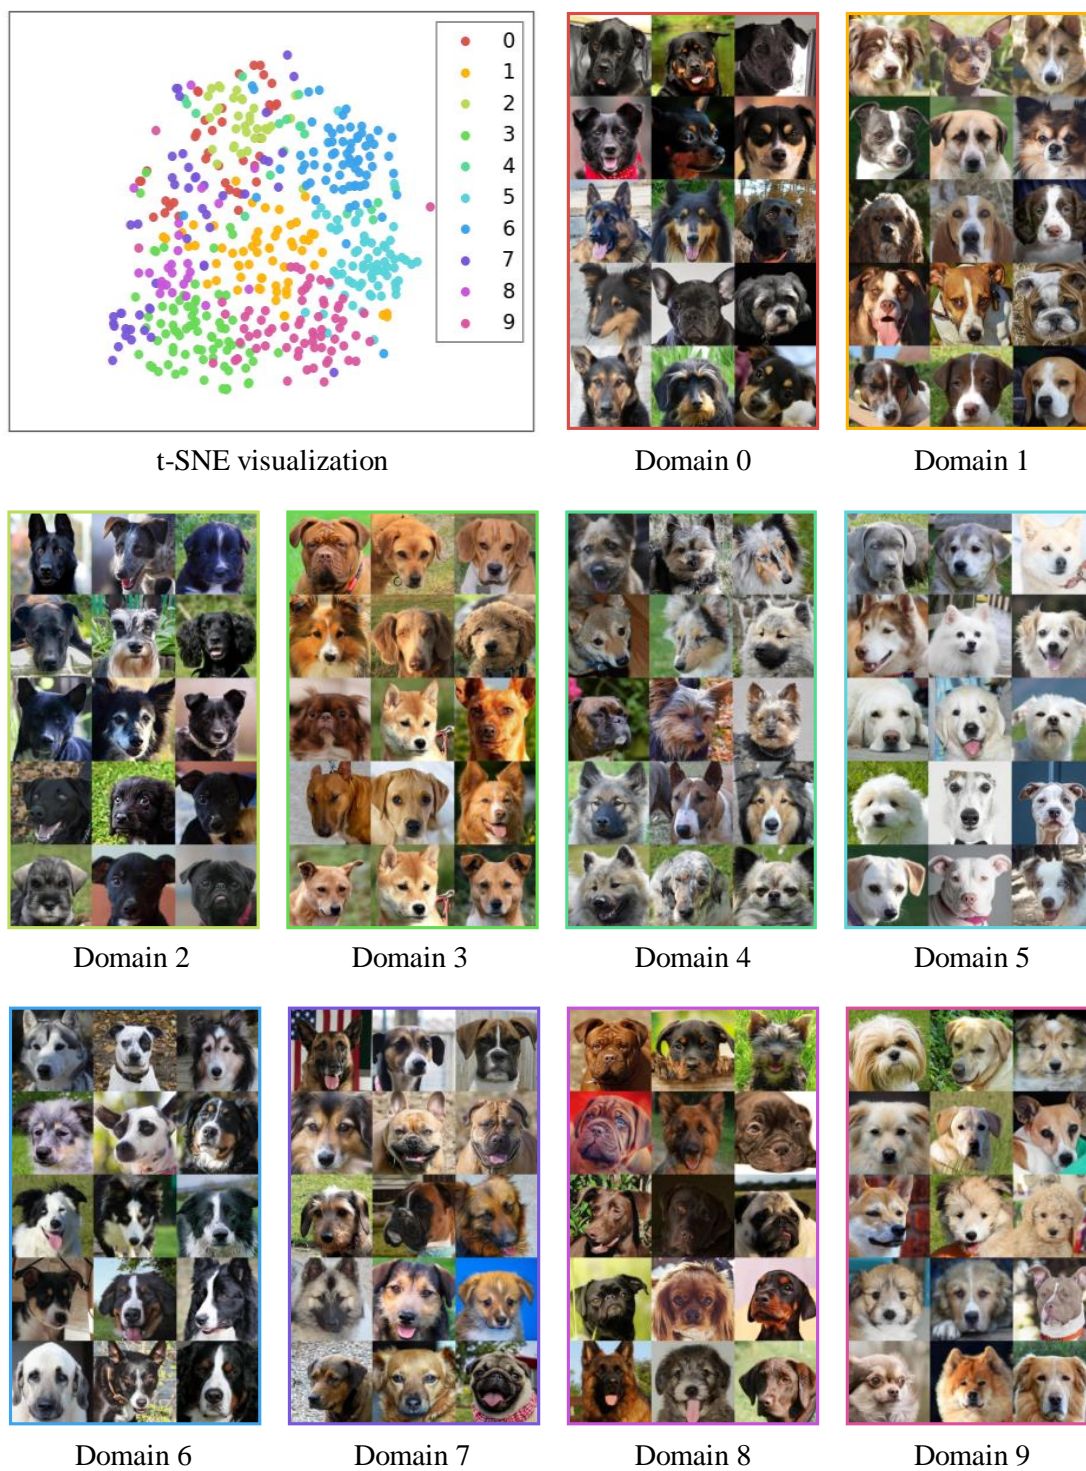 0
1
2
3
4
5
6
7
8
9
t-SNE visualization
Domain 0
Domain 1
Domain 2
Domain 3
Domain 4
Domain 5
Domain 6
Domain 7
Domain 8
Domain 9